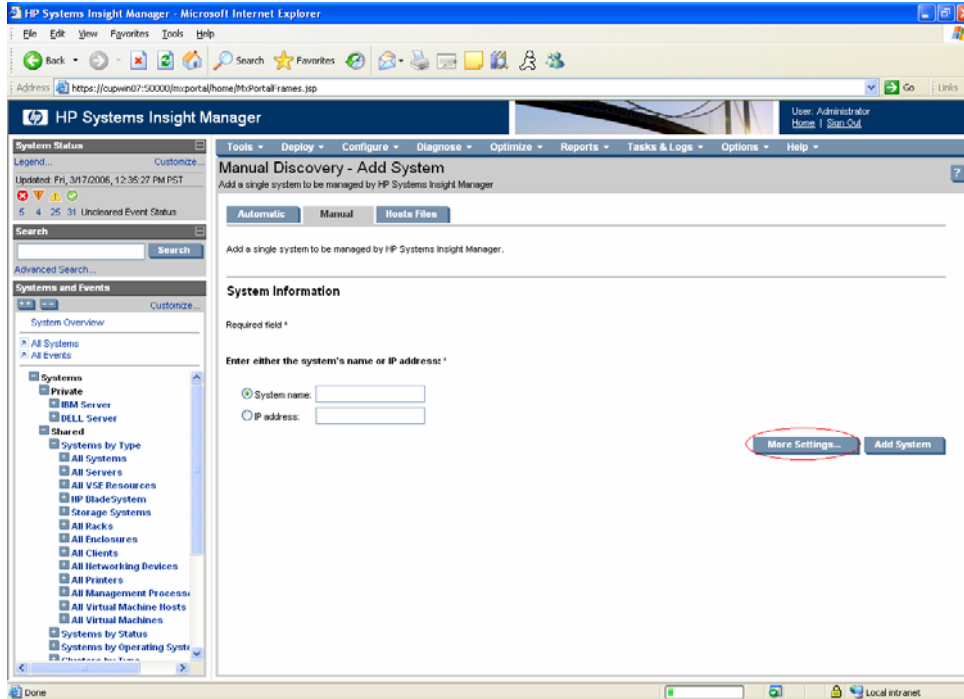 HP Systems Insight Manager - Microsoft Internet Explorer
File Edit View Favorites Tools Help
Back Search Favorites
Address https://cupwin07:50000/mxportal/home/MxPortalFrames.jsp Go Links
HP Systems Insight Manager
User: Administrator
Home | Sign Out
System Status
Legend... Customize...
Updated: Fri, 3/17/2006, 12:35:27 PM PST
5 4 25 31 Uncleared Event Status
Search
Search
Advanced Search...
Systems and Events
Customize...
System Overview
All Systems
All Events
Systems
Private
IBM Server
DELL Server
Shared
Systems by Type
All Systems
All Servers
All VSE Resources
HP BladeSystem
Storage Systems
All Racks
All Enclosures
All Clients
All Networking Devices
All Printers
All Management Process
All Virtual Machine Hosts
All Virtual Machines
Systems by Status
Systems by Operating Syste
Clusters by Type
Tools Deploy Configure Diagnose Optimize Reports Tasks & Logs Options Help
Manual Discovery - Add System
Add a single system to be managed by HP Systems Insight Manager
?
Automatic Manual Hosts Files
Add a single system to be managed by HP Systems Insight Manager.
System Information
Required field *
Enter either the system's name or IP address: *
System name:
IP address:
More Settings... Add System
Done Local intranet